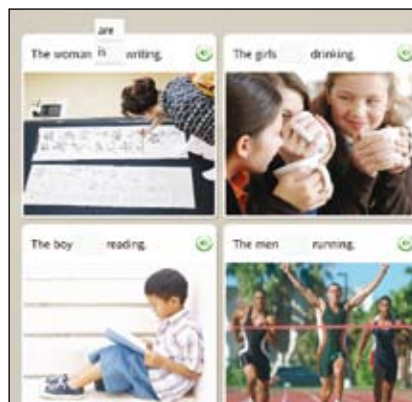 are
The woman is writing.
The girls drinking.
The boy reading.
The men running.